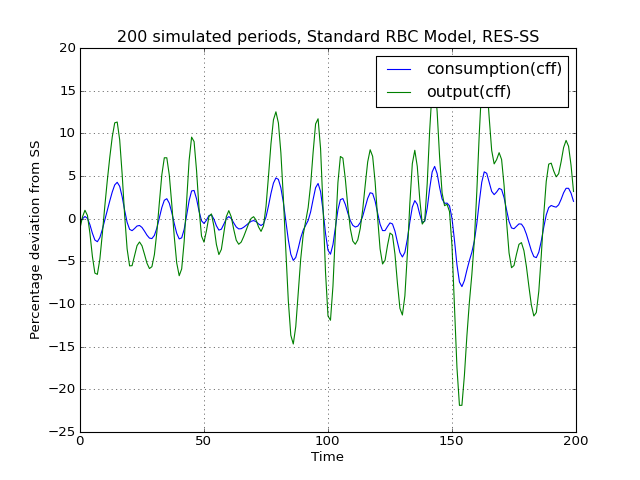 200 simulated periods, Standard RBC Model, RES-SS
consumption(cff)
output(cff)
Percentage deviation from SS
20
15
10
5
0
−5
−10
−15
−20
−25
0 50 100 150 200
Time